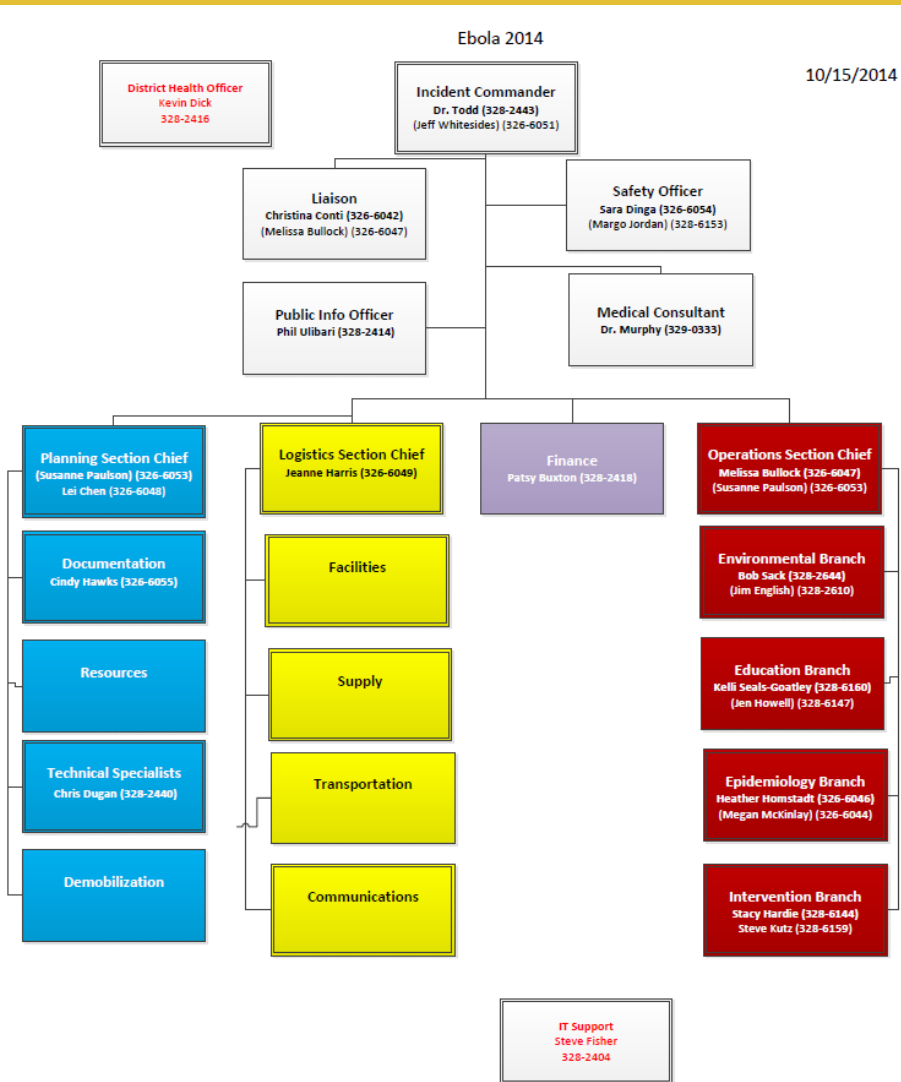 Ebola 2014
10/15/2014
District Health Officer
Kevin Dick
328-2416
Incident Commander
Dr. Todd (328-2443)
(Jeff Whitesides) (326-6051)
Liaison
Christina Conti (326-6042)
(Melissa Bullock) (326-6047)
Safety Officer
Sara Dinga (326-6054)
(Margo Jordan) (328-6153)
Public Info Officer
Phil Ulibari (328-2414)
Medical Consultant
Dr. Murphy (329-0333)
Planning Section Chief
(Susanne Paulson) (326-6053)
Lei Chen (326-6048)
Logistics Section Chief
Jeanne Harris (326-6049)
Finance
Patsy Buxton (328-2418)
Operations Section Chief
Melissa Bullock (326-6047)
(Susanne Paulson) (326-6053)
Documentation
Cindy Hawks (326-6055)
Facilities
Environmental Branch
Bob Sack (328-2644)
(Jim English) (328-2610)
Resources
Supply
Education Branch
Kelli Seals-Goatley (328-6160)
(Jen Howell) (328-6147)
Technical Specialists
Chris Dugan (328-2440)
Transportation
Epidemiology Branch
Heather Homstadt (326-6046)
(Megan McKinlay) (326-6044)
Demobilization
Communications
Intervention Branch
Stacy Hardie (328-6144)
Steve Kutz (328-6159)
IT Support
Steve Fisher
328-2404